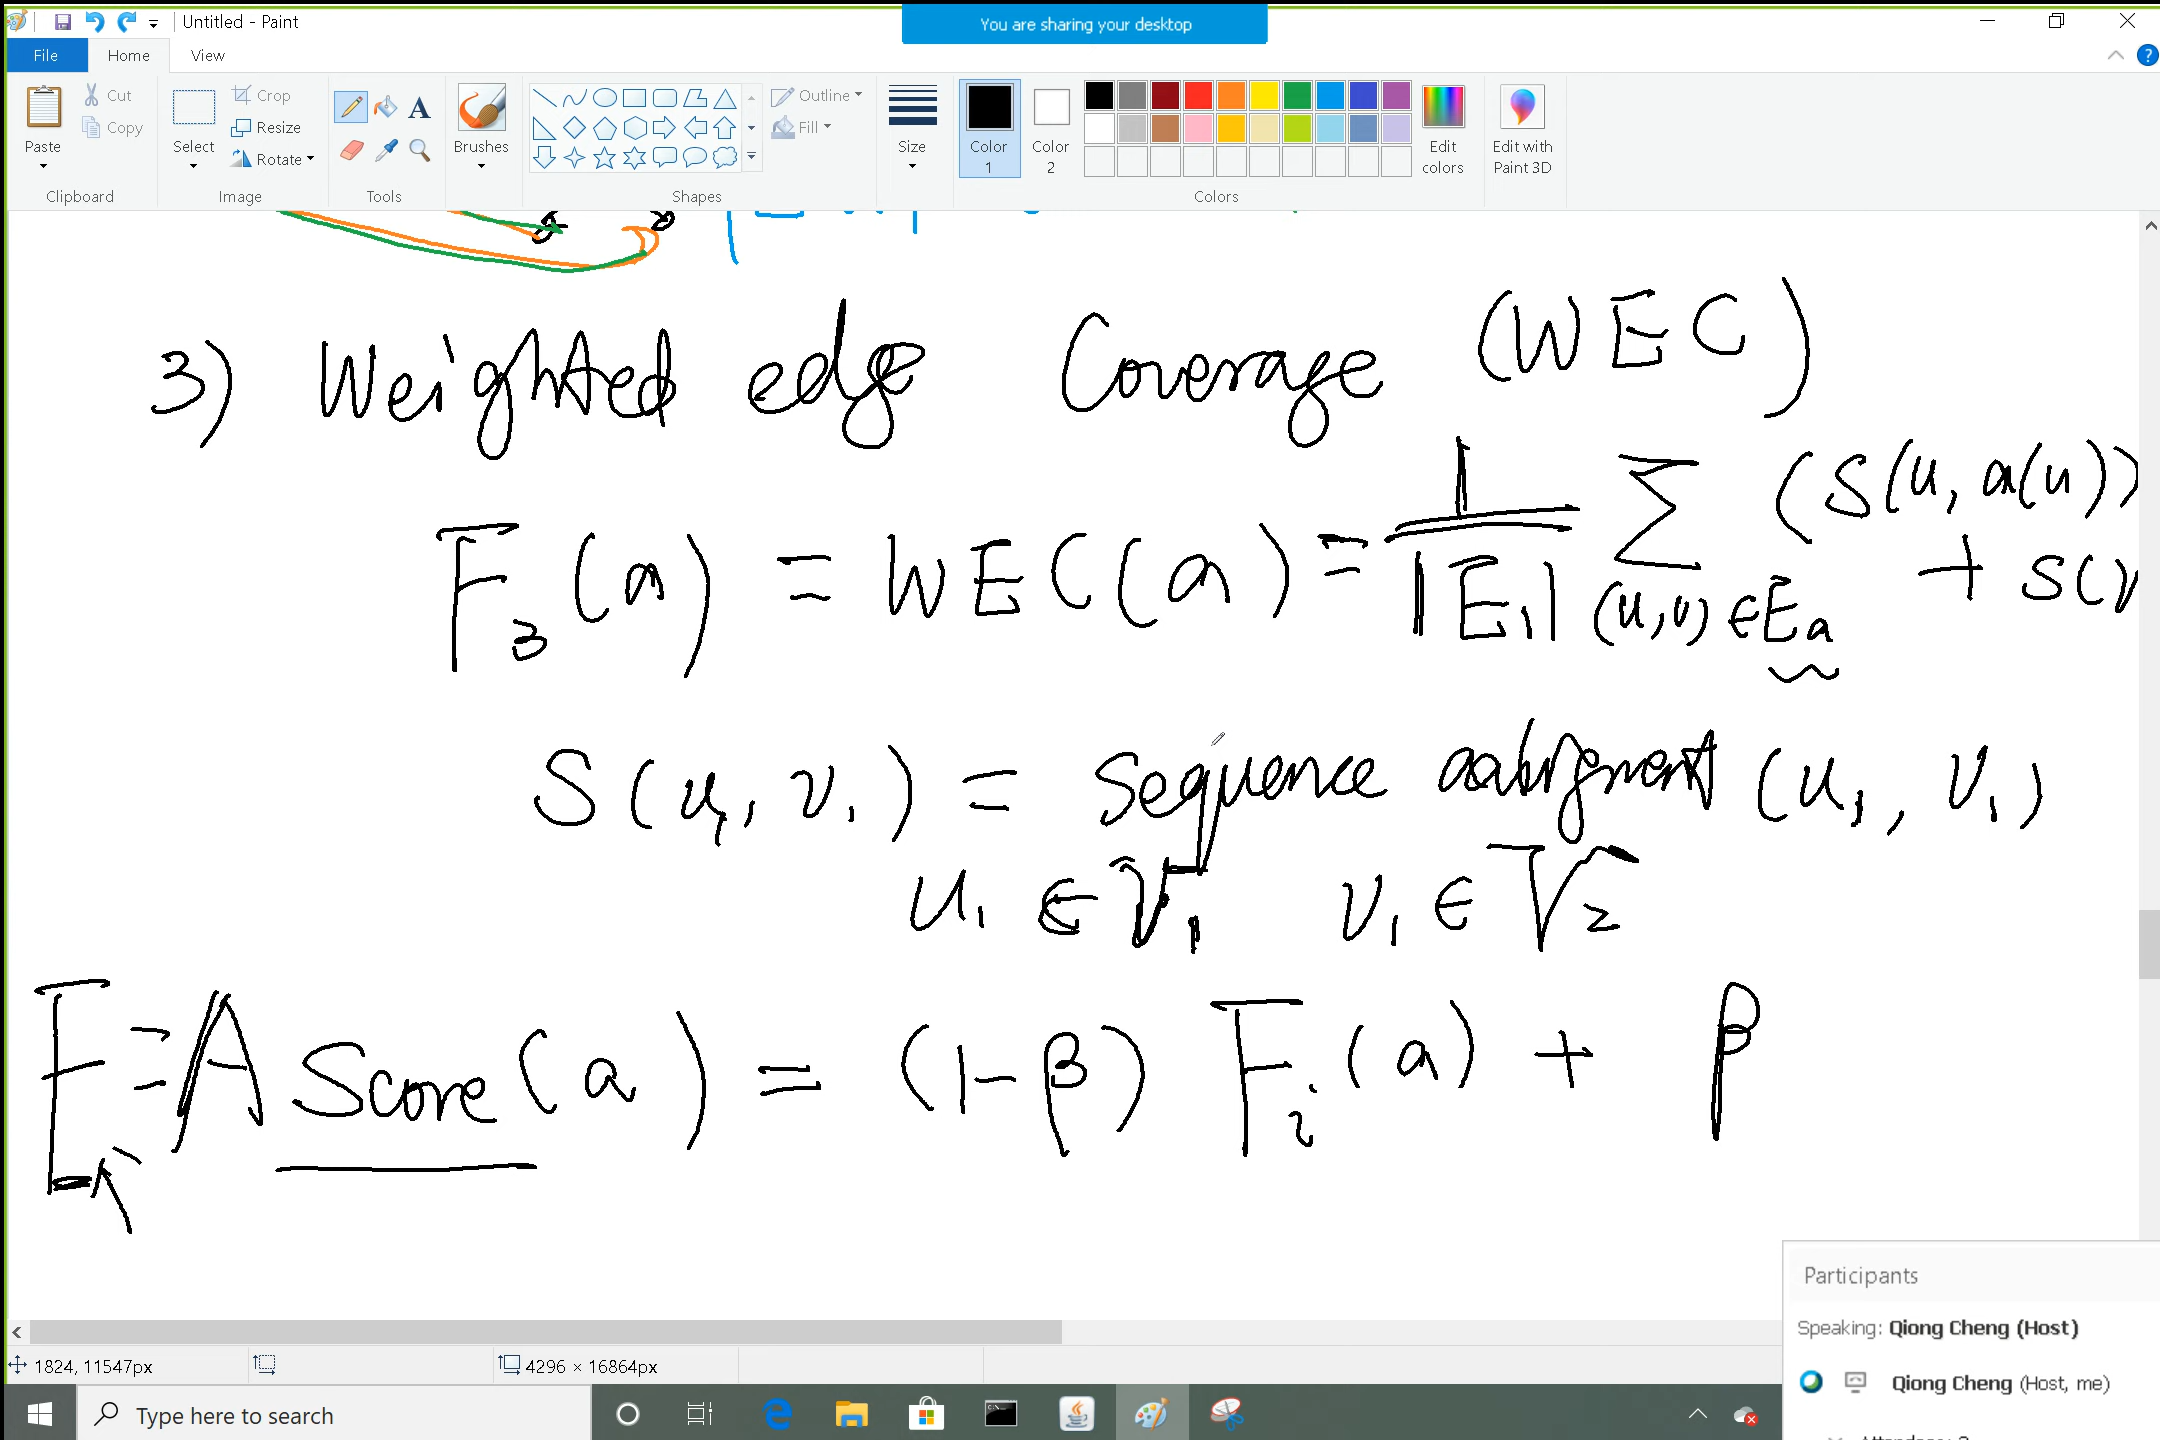 Untitled - Paint
You are sharing your desktop
File Home View
Paste
Cut
Copy
Clipboard
Select
Crop
Resize
Rotate
Image
A
Tools
Brushes
Shapes
Outline
Fill
Size
Color 1
Color 2
Edit colors
Colors
Edit with Paint 3D
3) Weighted edge Coverage (WEC)
F₃(a) = WEC(a) = 1/|E₁| Σ (u,v)∈Eₐ (S(u, a(u)) + S(v
S(u₁, v₁) = Sequence alignment (u₁, v₁)
u₁ ∈ V₁ v₁ ∈ V₂
F = A Score(a) = (1-β) Fᵢ(a) + β
Participants
Speaking: Qiong Cheng (Host)
Qiong Cheng (Host, me)
1824, 11547px
4296 × 16864px
Type here to search